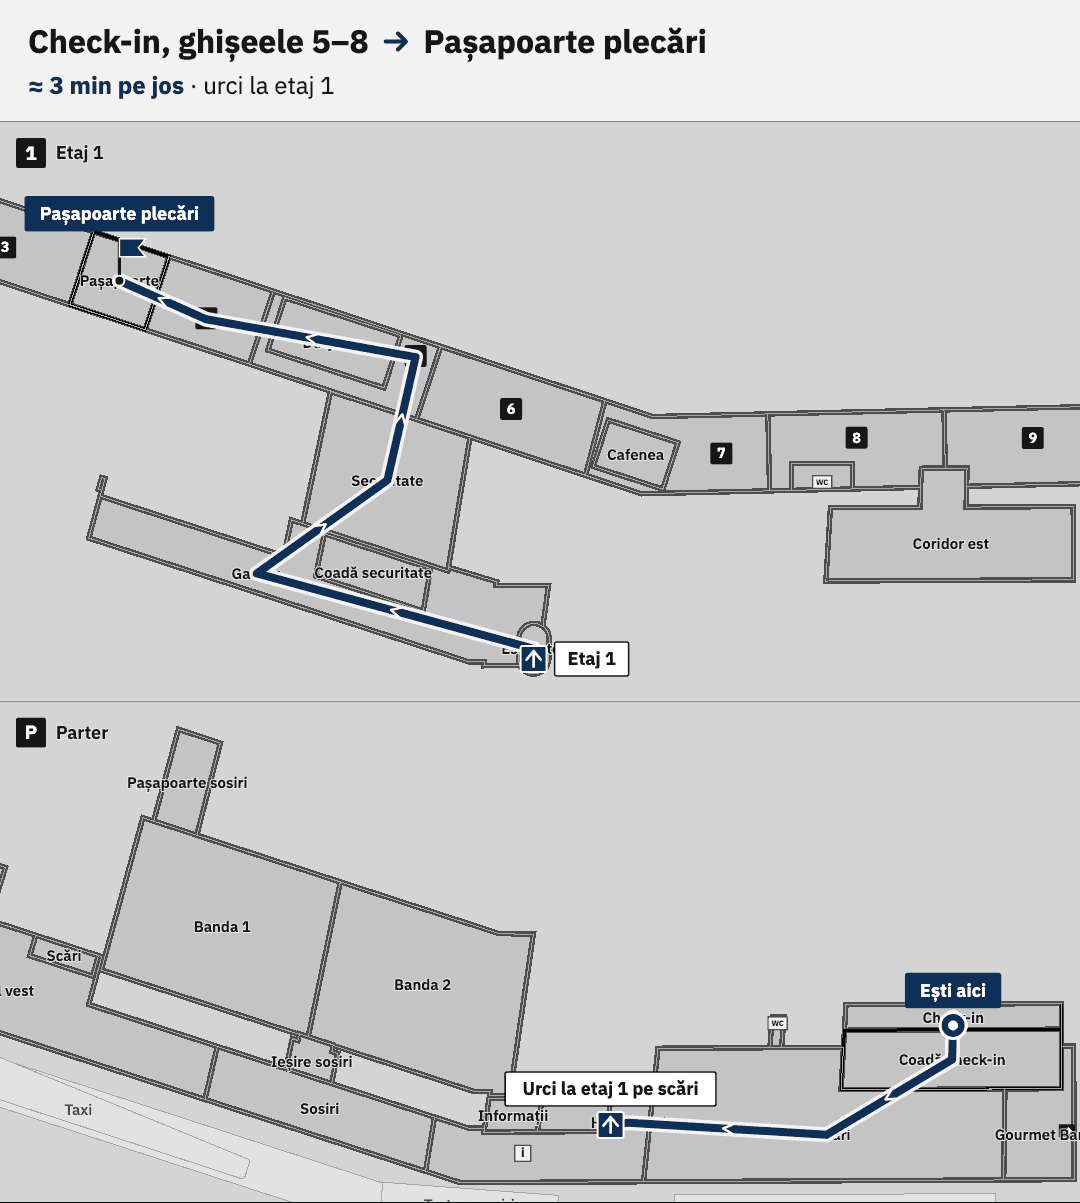 Check-in, ghișeele 5–8 → Pașapoarte plecări
≈ 3 min pe jos · urci la etaj 1
1 Etaj 1
Pașapoarte plecări
3
6
Cafenea
7
8
9
wc
Coridor est
Coadă securitate
Etaj 1
P Parter
Pașapoarte sosiri
Banda 1
Scări
vest
Banda 2
Ești aici
wc
Ieșire sosiri
Urci la etaj 1 pe scări
Taxi
Sosiri
Informații
i
Gourmet